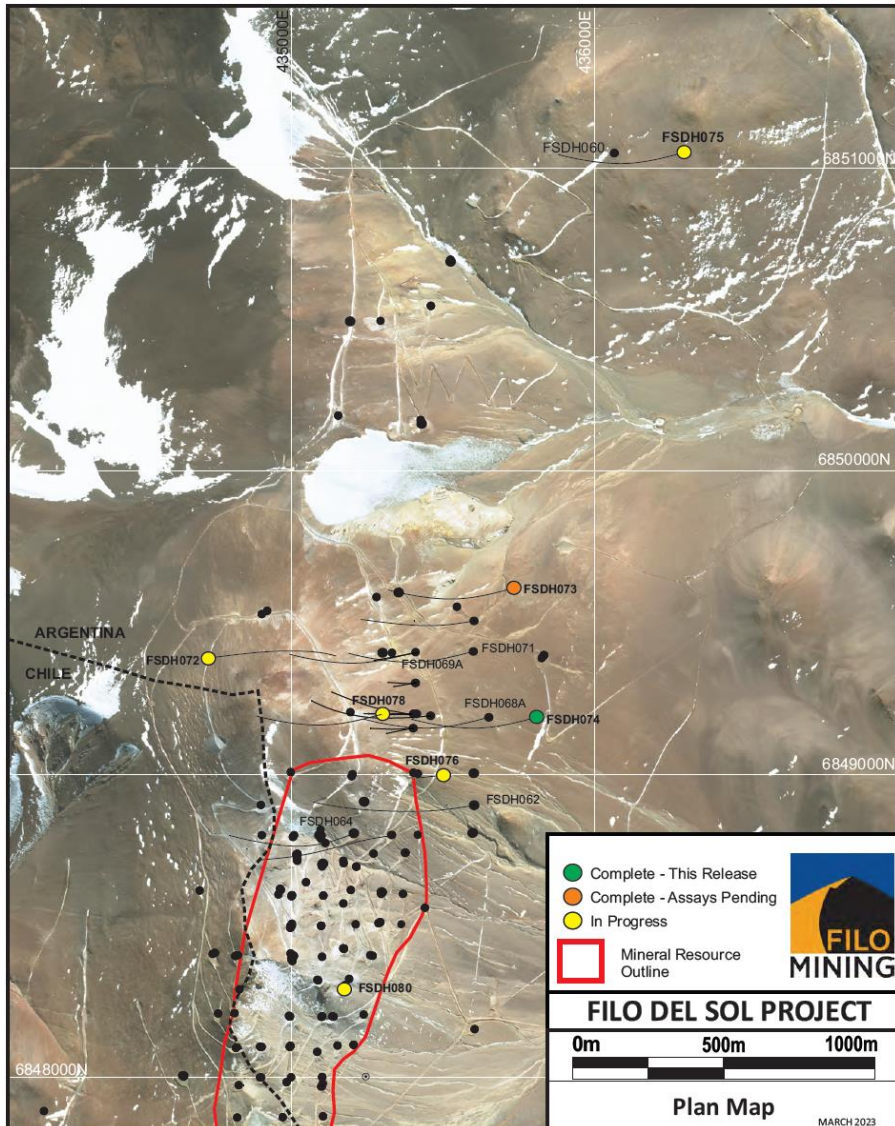 435000E
436000E
FSDH060
FSDH075
6851000N
6850000N
FSDH073
ARGENTINA
FSDH072
FSDH071
CHILE
FSDH069A
FSDH078
FSDH068A
FSDH074
FSDH076
6849000N
FSDH062
FSDH064
FSDH080
6848000N
Complete - This Release
Complete - Assays Pending
In Progress
Mineral Resource
Outline
FILO
MINING
FILO DEL SOL PROJECT
0m 500m 1000m
Plan Map
MARCH 2023